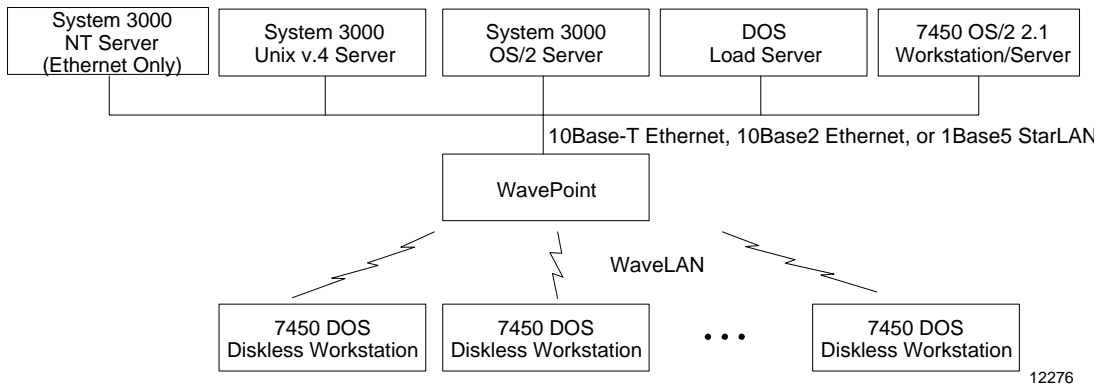 System 3000
NT Server
(Ethernet Only)
System 3000
Unix v.4 Server
System 3000
OS/2 Server
DOS
Load Server
7450 OS/2 2.1
Workstation/Server
10Base-T Ethernet, 10Base2 Ethernet, or 1Base5 StarLAN
WavePoint
WaveLAN
7450 DOS
Diskless Workstation
7450 DOS
Diskless Workstation
• • •
7450 DOS
Diskless Workstation
12276